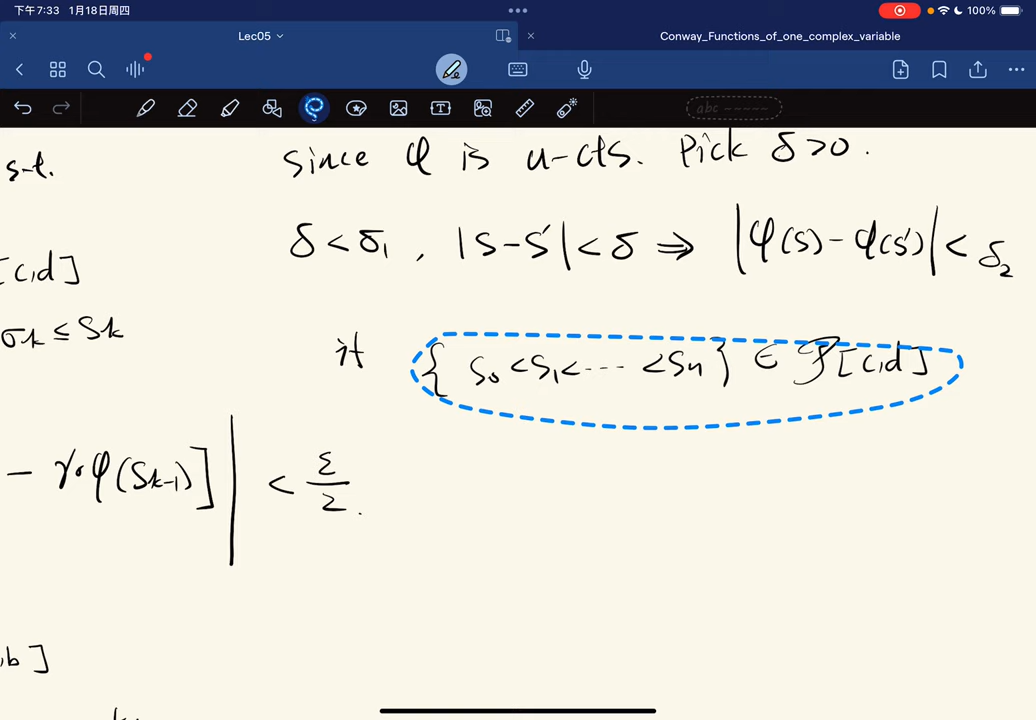 下午7:33 1月18日周四
100%
Lec05
Conway_Functions_of_one_complex_variable
abc
s.t.
since φ is u-cts. Pick δ>0.
δ < δ₁, |s-s'| < δ ⇒ |φ(s) - φ(s')| < δ₂
[c,d]
σk ≤ Sk
if { s₀ < s₁ < ⋯ < sn } ∈ 𝒫[c,d]
- γ∘φ(Sk-1)] | < ε/2.
,b]